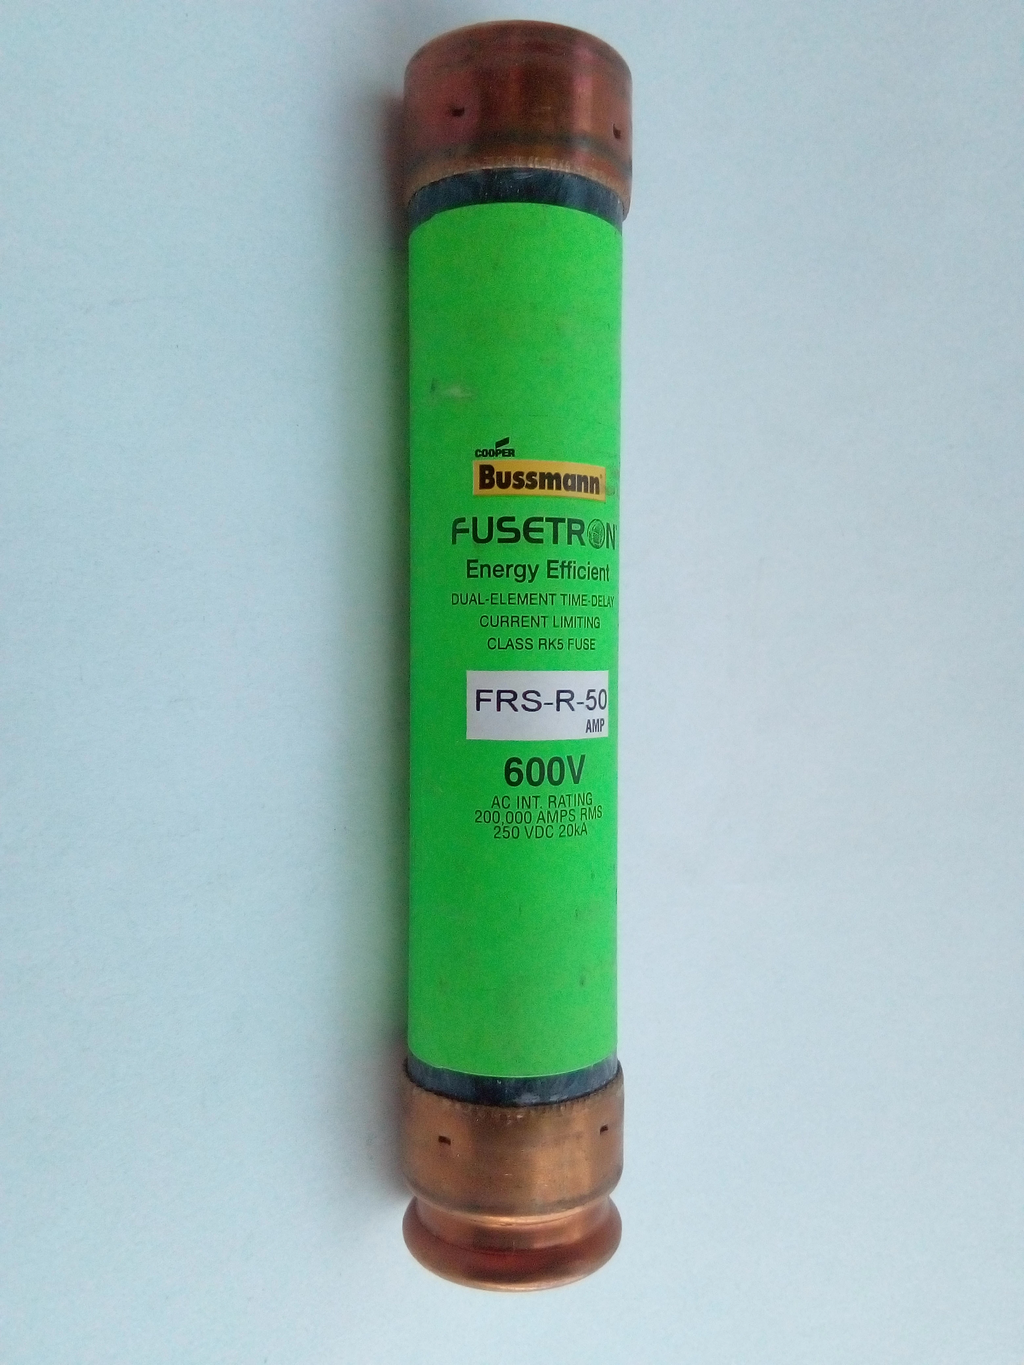 COOPER
Bussmann
FUSETRON
Energy Efficient
DUAL-ELEMENT TIME-DELAY
CURRENT LIMITING
CLASS RK5 FUSE
FRS-R-50
AMP
600V
AC INT. RATING
200,000 AMPS RMS
250 VDC 20kA